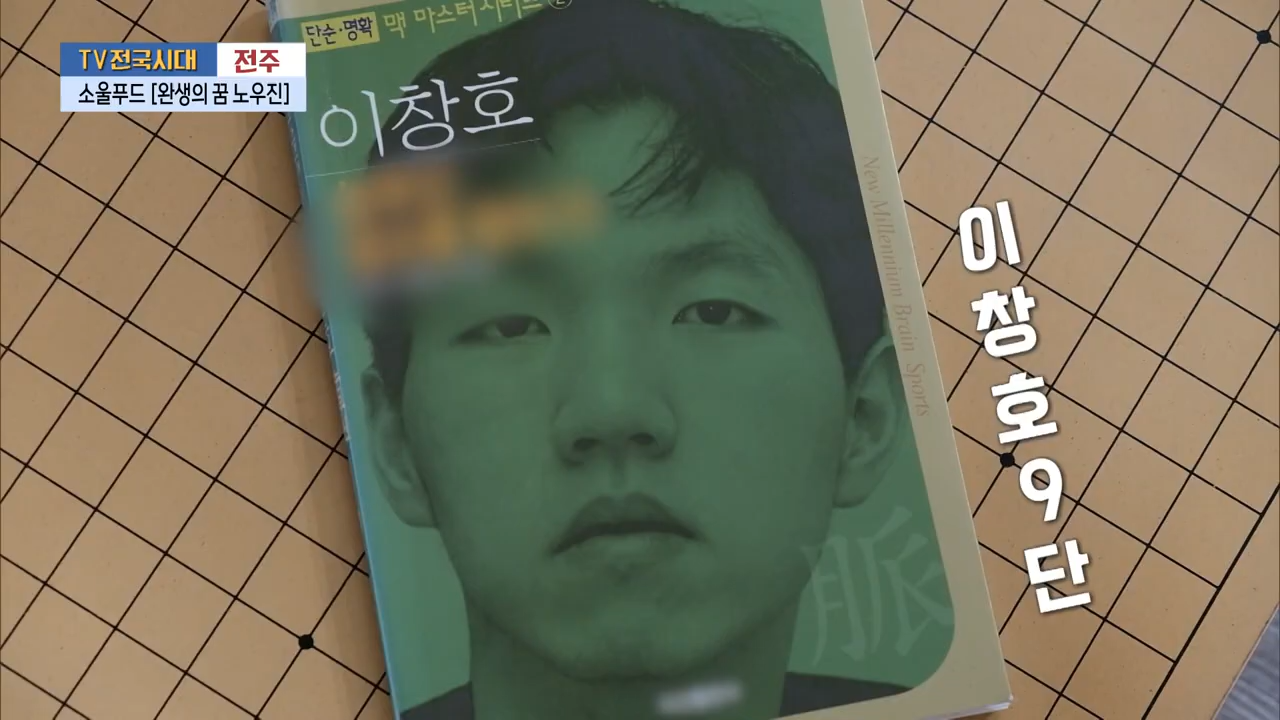 TV전국시대 전주
소울푸드 [완생의 꿈 노우진]
단순·명확 맥 마스터 시리즈 ②
이창호
New Millennium Brain Sports
脈
이창호9단